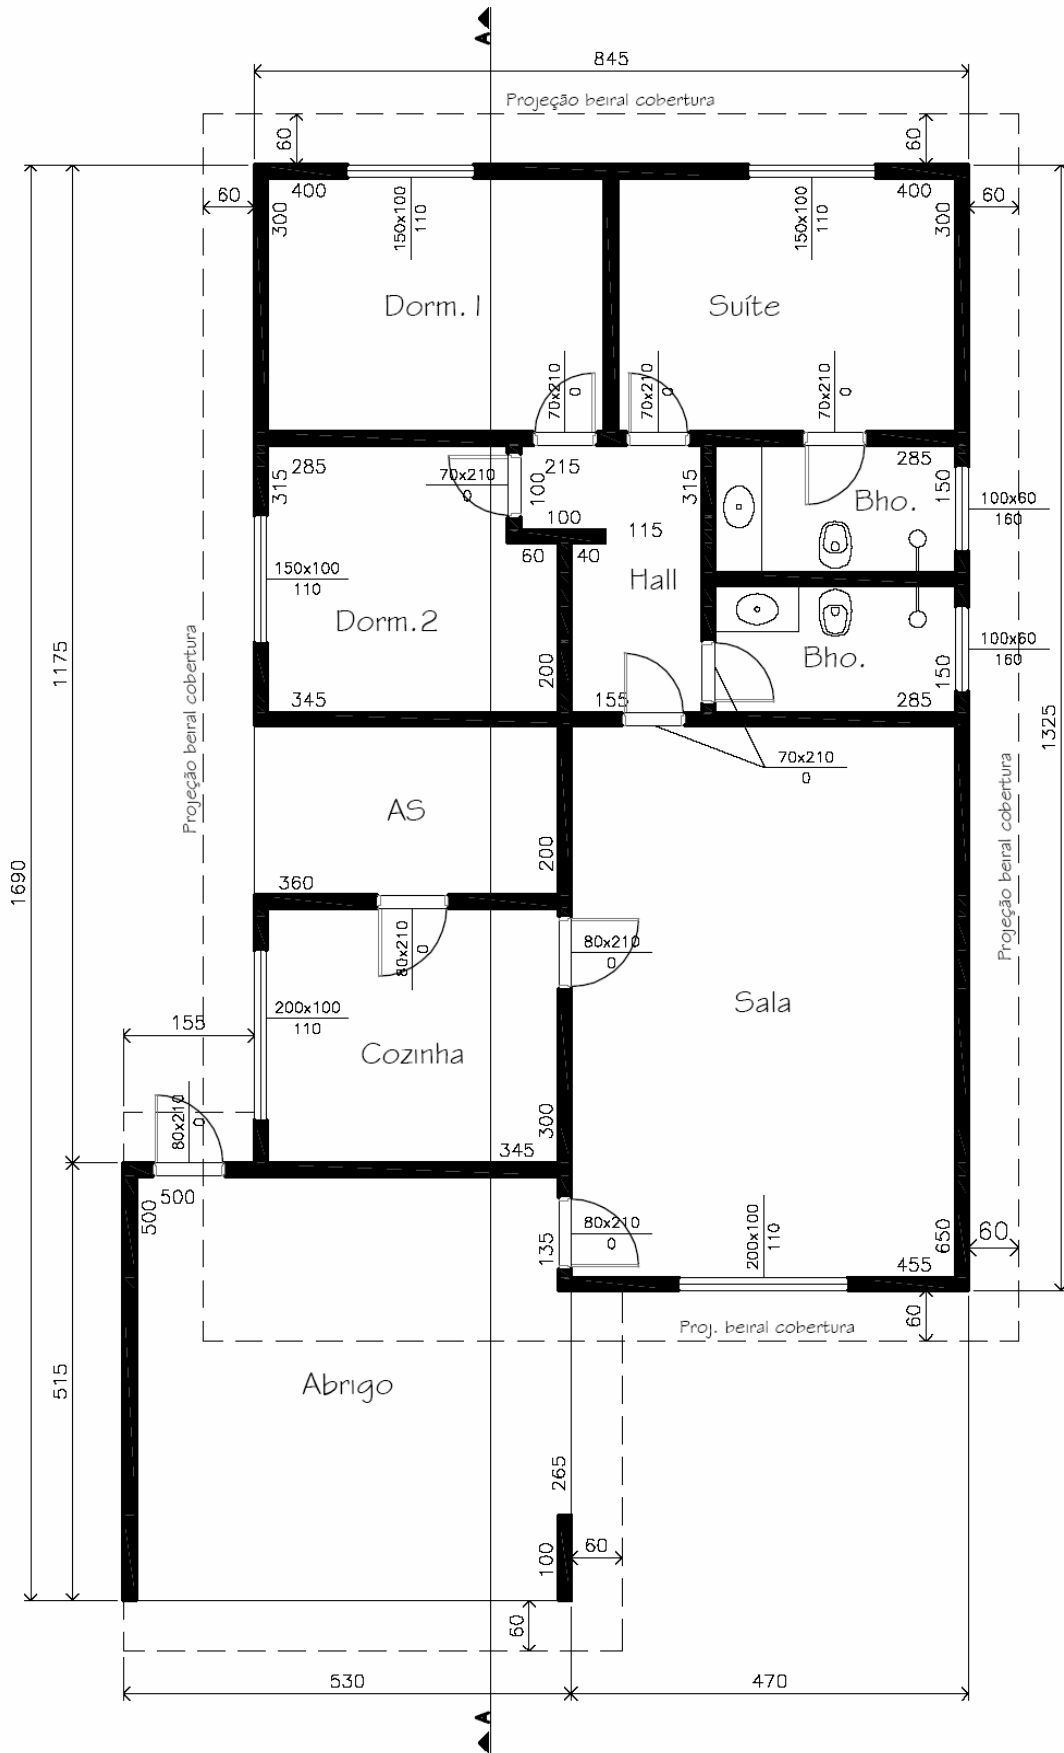 A
845
Projeção beiral cobertura
60
60
400
400
60
60
300
150x100
110
150x100
110
300
Dorm. 1
Suíte
70x210
0
70x210
0
70x210
0
285
215
285
315
70x210
0
100
315
150
Bho.
100x60
160
100
115
60
40
150x100
110
Hall
Dorm.2
Bho.
100x60
160
200
150
345
155
285
1175
Projeção beiral cobertura
1325
70x210
0
AS
Projeção beiral cobertura
200
1690
360
80x210
0
80x210
0
200x100
110
Sala
155
Cozinha
80x210
0
300
345
500
500
135
80x210
0
200x100
110
650
60
455
60
Proj. beiral cobertura
515
Abrigo
265
100
60
60
530
470
A